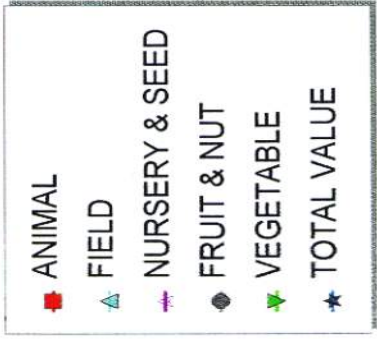 ANIMAL
FIELD
NURSERY & SEED
FRUIT & NUT
VEGETABLE
TOTAL VALUE